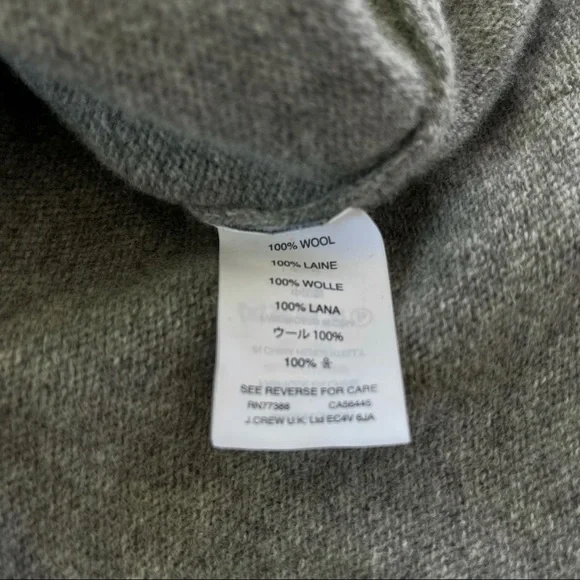 100% WOOL
100% LAINE
100% WOLLE
100% LANA
ウール 100%
100% 울
SEE REVERSE FOR CARE
RN77388 CA56445
J.CREW U.K. Ltd EC4V 6JA